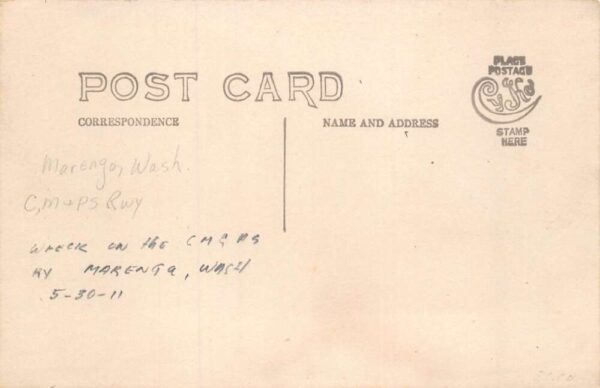 POST CARD
CORRESPONDENCE
NAME AND ADDRESS
PLACE
POSTAGE
CyKo
STAMP
HERE
Marengo, Wash.
C, M + PS Rwy
WRECK ON the CM & PS
RY MARENGO, WASH
5-30-11